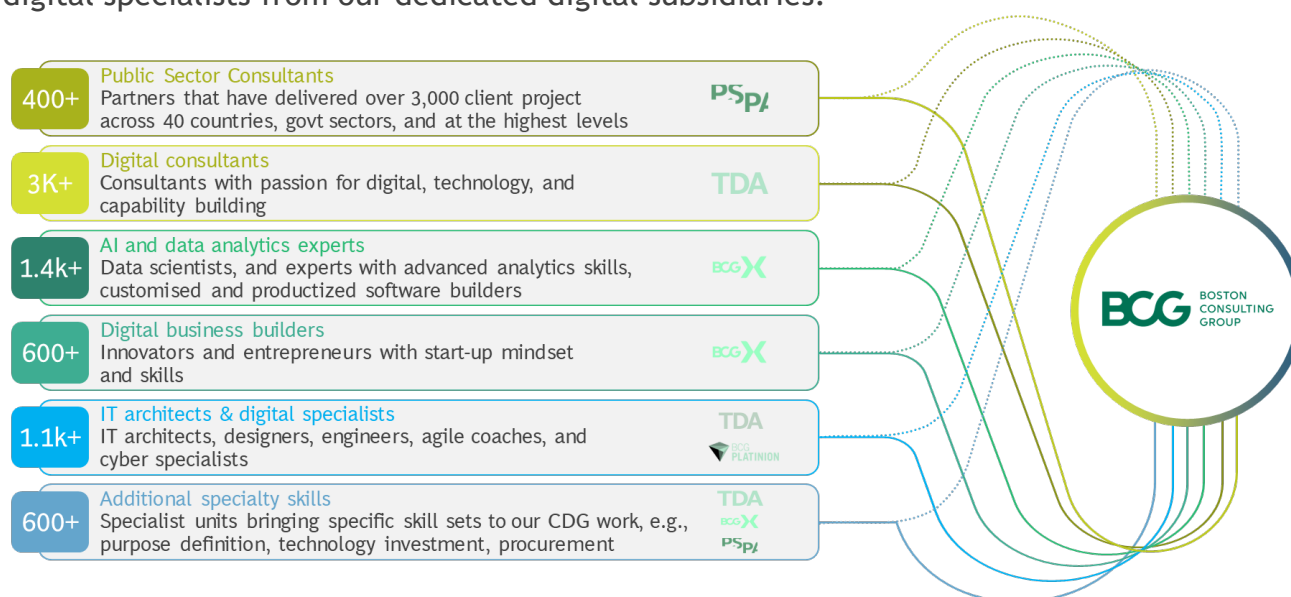 digital specialists from our dedicated digital subsidiaries.
400+
Public Sector Consultants
Partners that have delivered over 3,000 client project
across 40 countries, govt sectors, and at the highest levels
PSPA
3K+
Digital consultants
Consultants with passion for digital, technology, and
capability building
TDA
1.4k+
AI and data analytics experts
Data scientists, and experts with advanced analytics skills,
customised and productized software builders
BCG X
600+
Digital business builders
Innovators and entrepreneurs with start-up mindset
and skills
BCG X
1.1k+
IT architects & digital specialists
IT architects, designers, engineers, agile coaches, and
cyber specialists
TDA
BCG
PLATINION
600+
Additional specialty skills
Specialist units bringing specific skill sets to our CDG work, e.g.,
purpose definition, technology investment, procurement
TDA
BCG X
PSPA
BCG
BOSTON
CONSULTING
GROUP